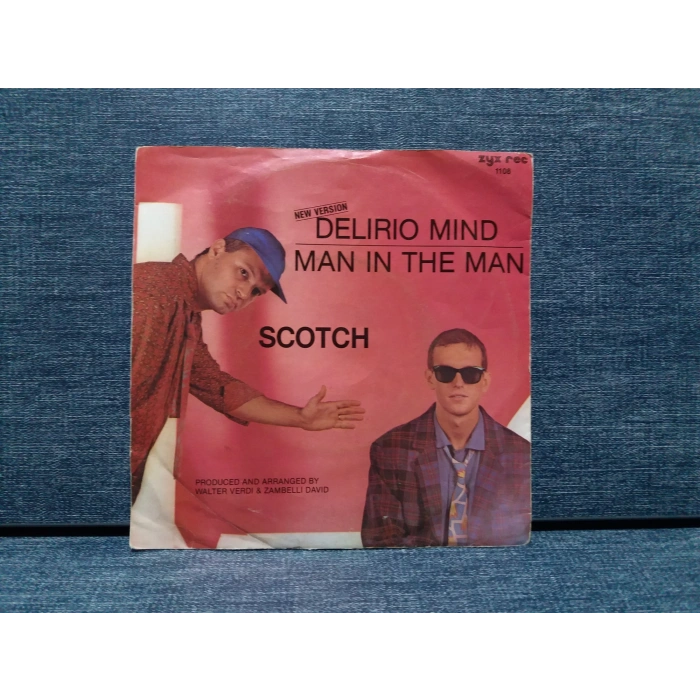 zyx rec
1108
NEW VERSION
DELIRIO MIND
MAN IN THE MAN
SCOTCH
PRODUCED AND ARRANGED BY
WALTER VERDI & ZAMBELLI DAVID